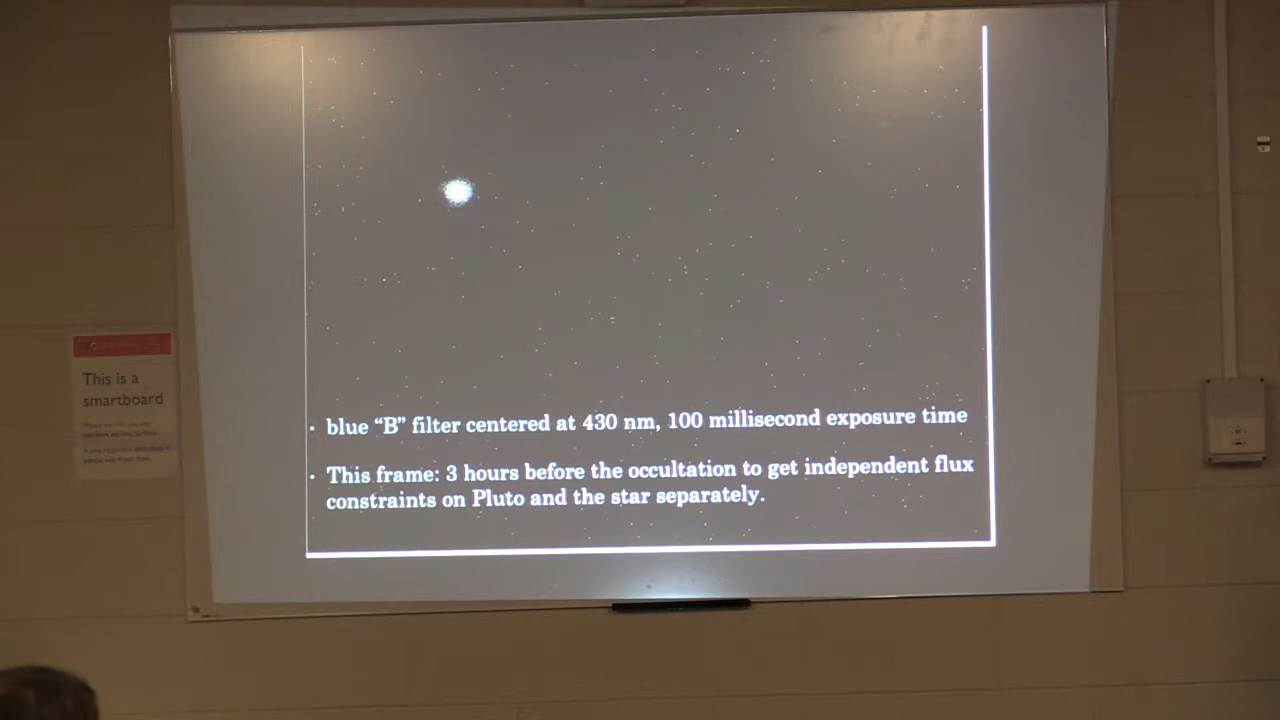 This is a
smartboard
· blue “B” filter centered at 430 nm, 100 millisecond exposure time
· This frame: 3 hours before the occultation to get independent flux
constraints on Pluto and the star separately.